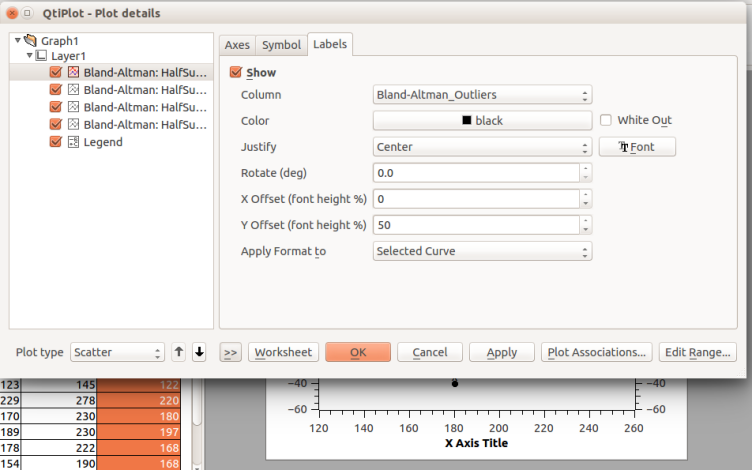 QtiPlot - Plot details
Graph1
Layer1
Bland-Altman: HalfSu...
Bland-Altman: HalfSu...
Bland-Altman: HalfSu...
Bland-Altman: HalfSu...
Legend
Axes Symbol Labels
Show
Column Bland-Altman_Outliers
Color black White Out
Justify Center Font
Rotate (deg) 0.0
X Offset (font height %) 0
Y Offset (font height %) 50
Apply Format to Selected Curve
Plot type Scatter >> Worksheet OK Cancel Apply Plot Associations... Edit Range...
123 145 122
229 278 220
170 230 180
189 230 197
178 222 168
154 190 168
−40 −40
−60 −60
120 140 160 180 200 220 240 260
X Axis Title